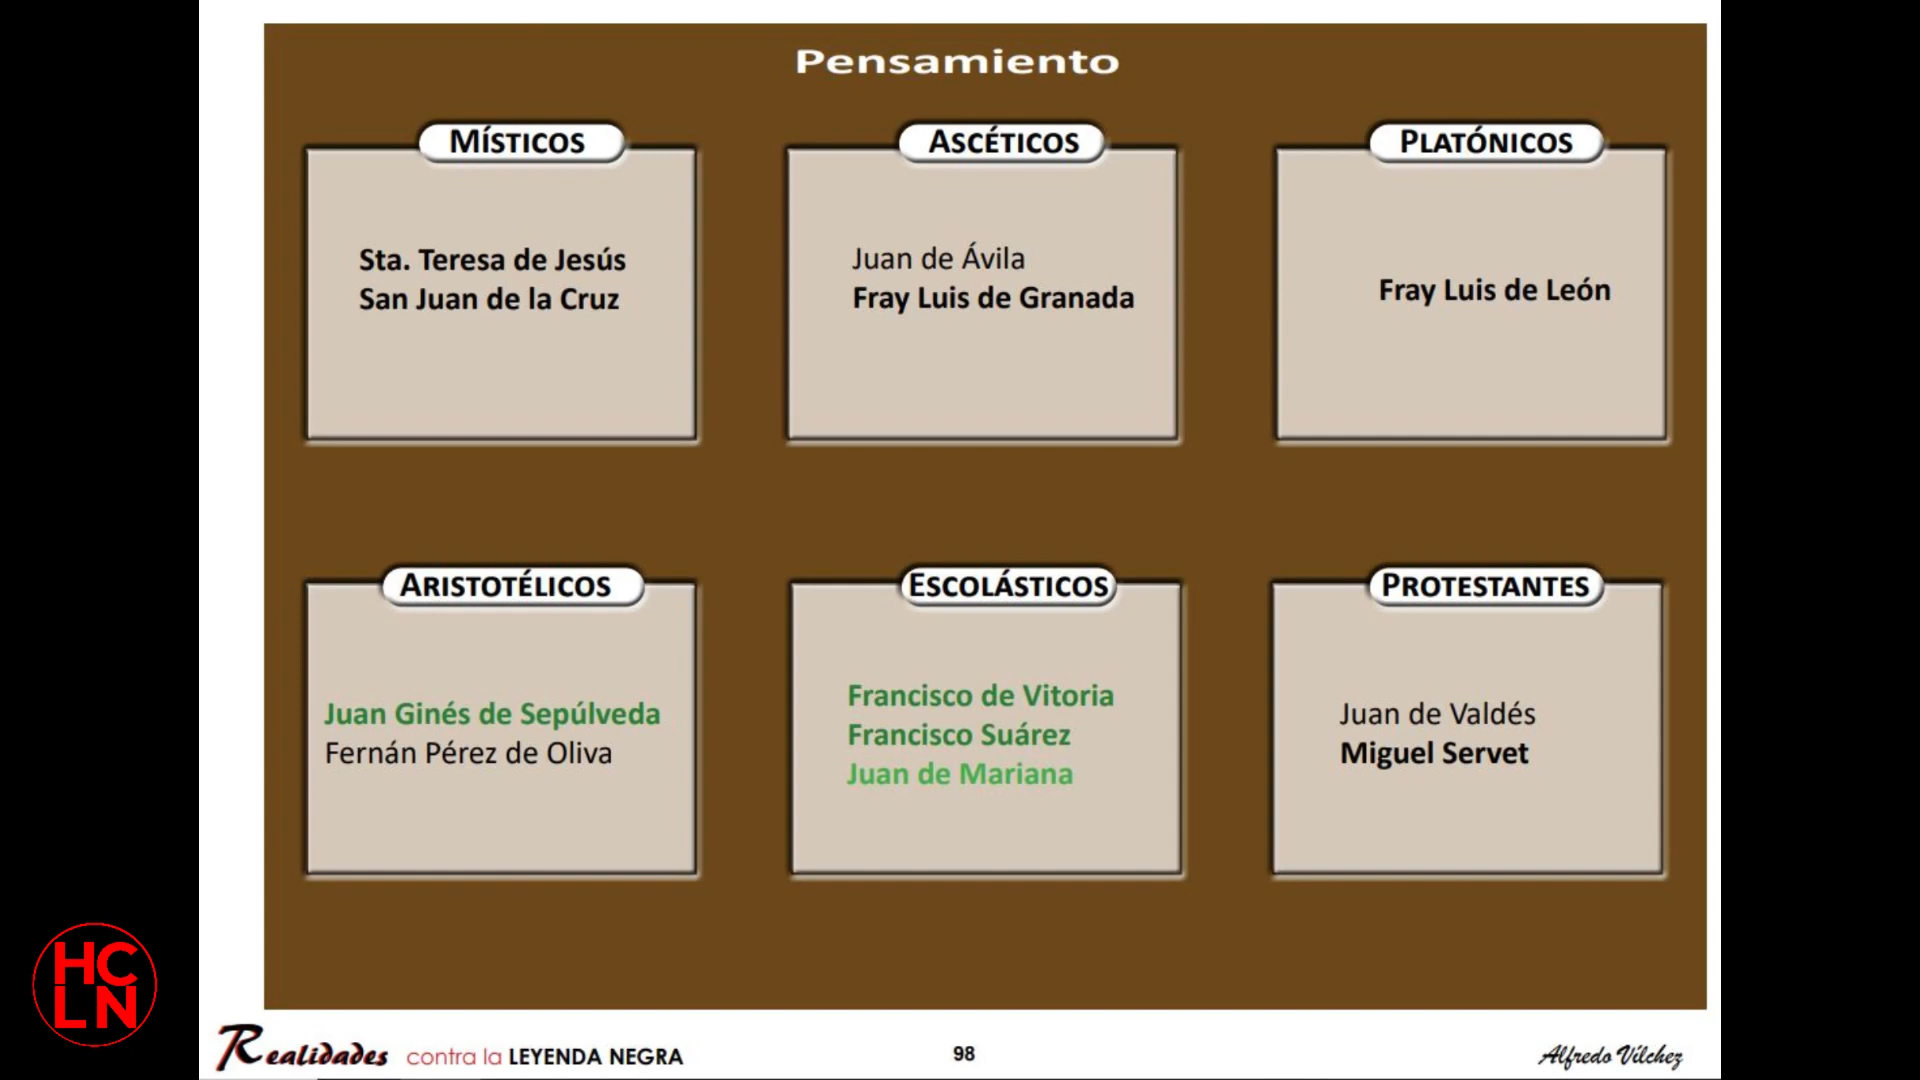 Pensamiento
MÍSTICOS
Sta. Teresa de Jesús
San Juan de la Cruz
ASCÉTICOS
Juan de Ávila
Fray Luis de Granada
PLATÓNICOS
Fray Luis de León
ARISTOTÉLICOS
Juan Ginés de Sepúlveda
Fernán Pérez de Oliva
ESCOLÁSTICOS
Francisco de Vitoria
Francisco Suárez
Juan de Mariana
PROTESTANTES
Juan de Valdés
Miguel Servet
HC
LN
Realidades contra la LEYENDA NEGRA
98
Alfredo Vílchez